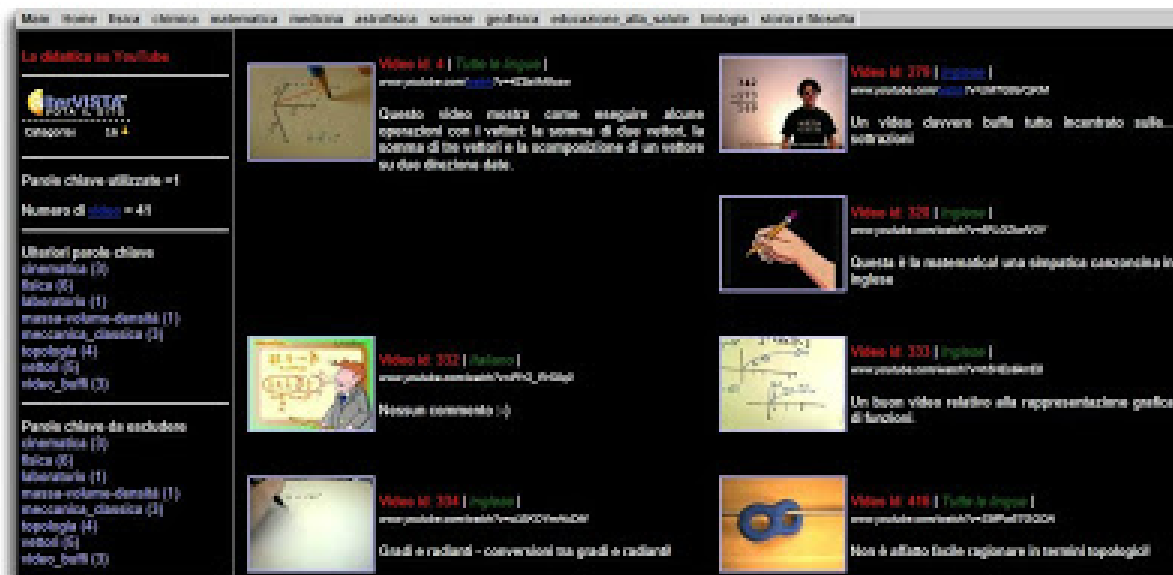 Main Home fisica chimica matematica medicina astrofisica scienze geofisica educazione_alla_salute biologia storia e filosofia
La didattica su YouTube
AlterVISTA
VOTA IL SITO
Categoria:
Parole chiave utilizzate =1
Numero di video = 41
Ulteriori parole chiave
cinematica (3)
fisica (6)
laboratorio (1)
massa-volume-densità (1)
meccanica_classica (3)
topologia (4)
vettori (5)
video_buffi (3)
Parole chiave da escludere
cinematica (3)
fisica (6)
laboratorio (1)
massa-volume-densità (1)
meccanica_classica (3)
topologia (4)
vettori (5)
video_buffi (3)
Video Id: 4 | Tutte le lingue |
Questo video mostra come eseguire alcune
operazioni con i vettori: la somma di due vettori, la
somma di tre vettori e la scomposizione di un vettore
su due direzione date.
Video Id: 279 | Inglese |
Un video davvero buffo tutto incentrato sulle...
sottrazioni
Video Id: 328 | Inglese |
Questa è la matematica! una simpatica canzoncina in
inglese
Video Id: 332 | Italiano |
Nessun commento :-)
Video Id: 333 | Inglese |
Un buon video relativo alla rappresentazione grafica
di funzioni.
Video Id: 334 | Inglese |
Gradi e radianti - conversioni tra gradi e radianti!
Video Id: 418 | Tutte le lingue |
Non è affatto facile ragionare in termini topologici!